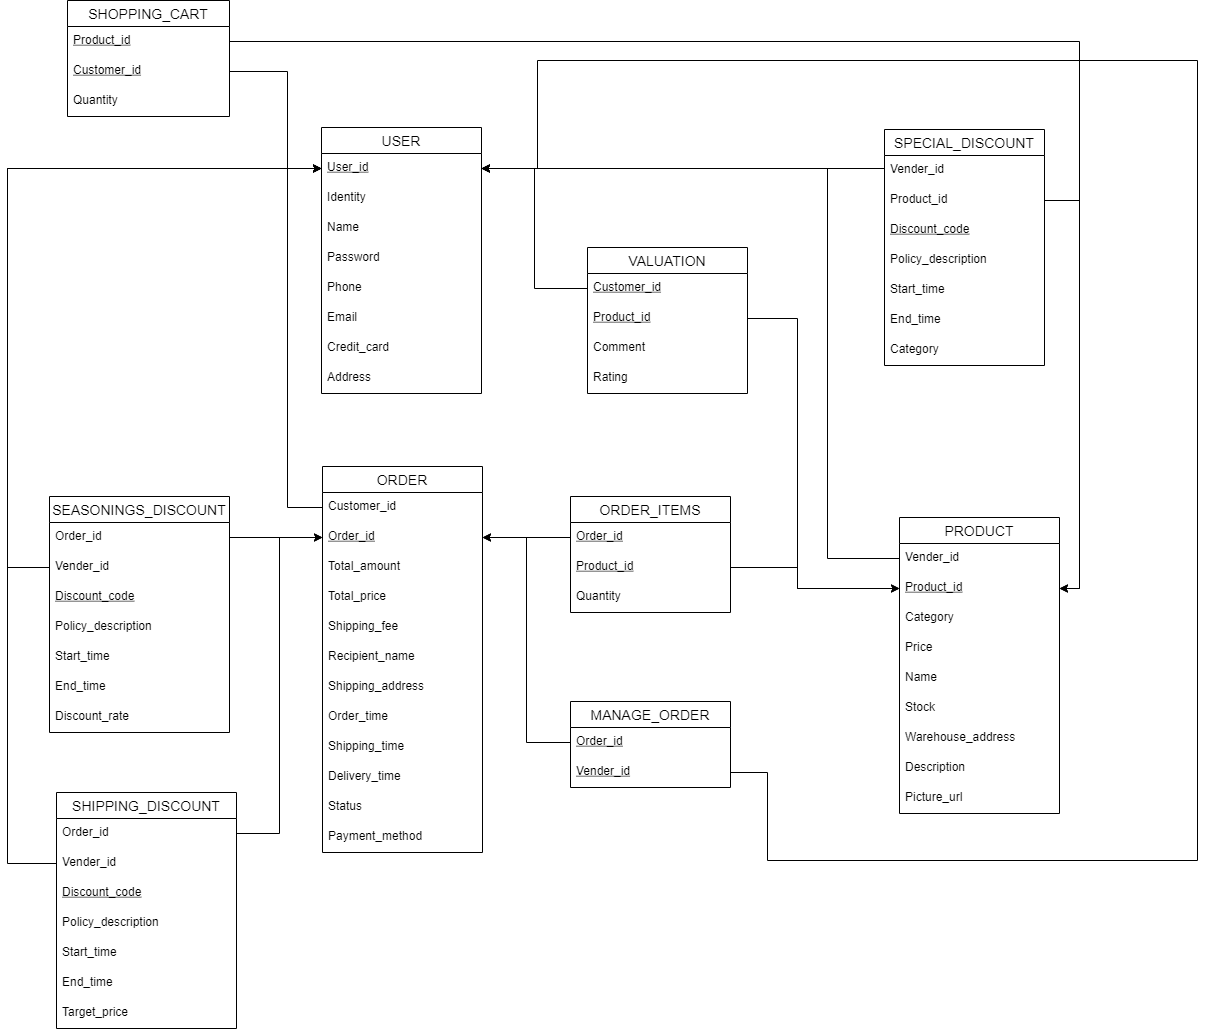 SHOPPING_CART
Product_id
Customer_id
Quantity
USER
User_id
Identity
Name
Password
Phone
Email
Credit_card
Address
SPECIAL_DISCOUNT
Vender_id
Product_id
Discount_code
Policy_description
Start_time
End_time
Category
VALUATION
Customer_id
Product_id
Comment
Rating
SEASONINGS_DISCOUNT
Order_id
Vender_id
Discount_code
Policy_description
Start_time
End_time
Discount_rate
ORDER
Customer_id
Order_id
Total_amount
Total_price
Shipping_fee
Recipient_name
Shipping_address
Order_time
Shipping_time
Delivery_time
Status
Payment_method
ORDER_ITEMS
Order_id
Product_id
Quantity
PRODUCT
Vender_id
Product_id
Category
Price
Name
Stock
Warehouse_address
Description
Picture_url
MANAGE_ORDER
Order_id
Vender_id
SHIPPING_DISCOUNT
Order_id
Vender_id
Discount_code
Policy_description
Start_time
End_time
Target_price